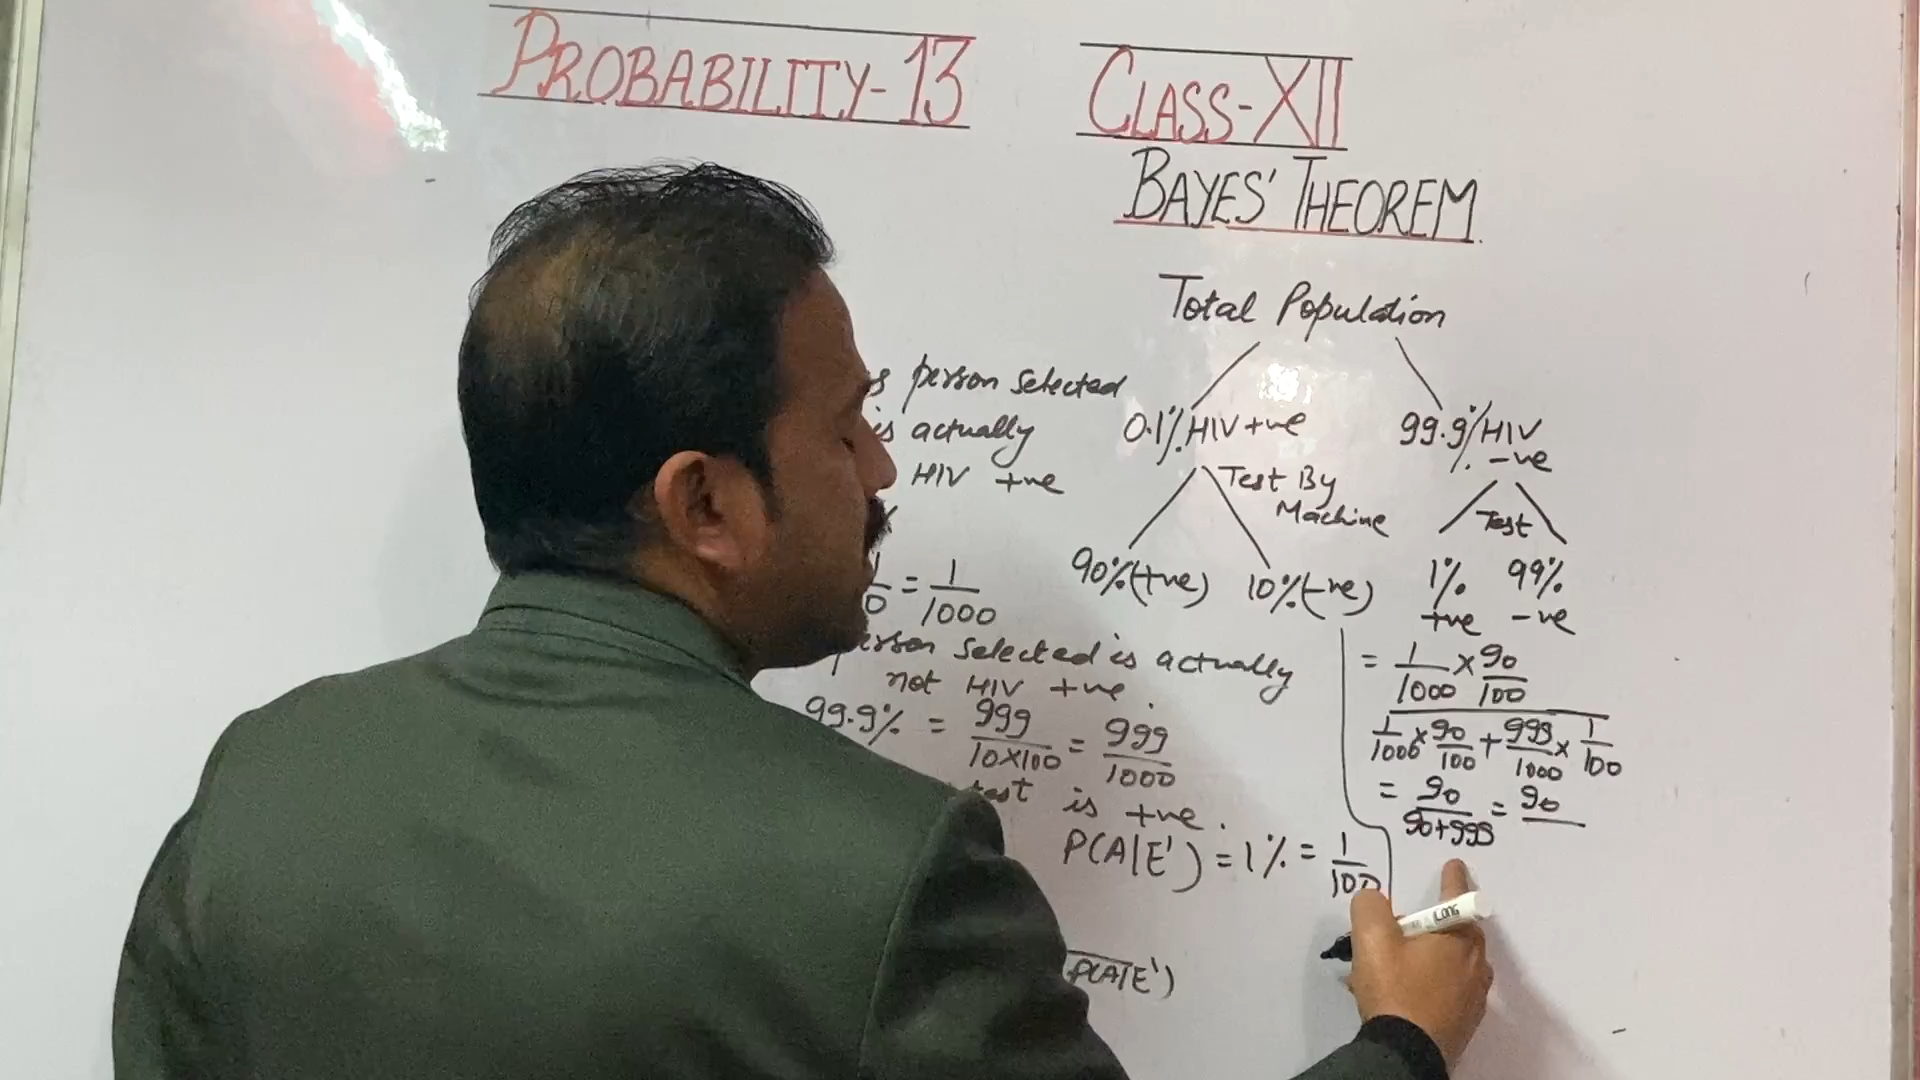 PROBABILITY-13 CLASS-XII
BAYES' THEOREM
Total Population
person selected
is actually
HIV +ve
0.1% HIV +ve
99.9% HIV
-ve
Test By
Machine
Test
90% (+ve) 10% (-ve)
1% 99%
+ve -ve
= 1/1000
person selected is actually
not HIV +ve.
99.9% = 999/10×100 = 999/1000
test is +ve.
P(A|E') = 1% = 1/100
P(A|E')
= 1/1000 × 90/100
1/1000 × 90/100 + 999/1000 × 1/100
= 90/90+999 = 90
LONG